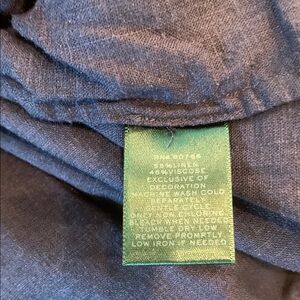 RN# 80766
55% LINEN
45% VISCOSE
EXCLUSIVE OF
DECORATION
MACHINE WASH COLD
SEPARATELY
GENTLE CYCLE
ONLY NON CHLORINE
BLEACH WHEN NEEDED
TUMBLE DRY LOW
REMOVE PROMPTLY
LOW IRON IF NEEDED